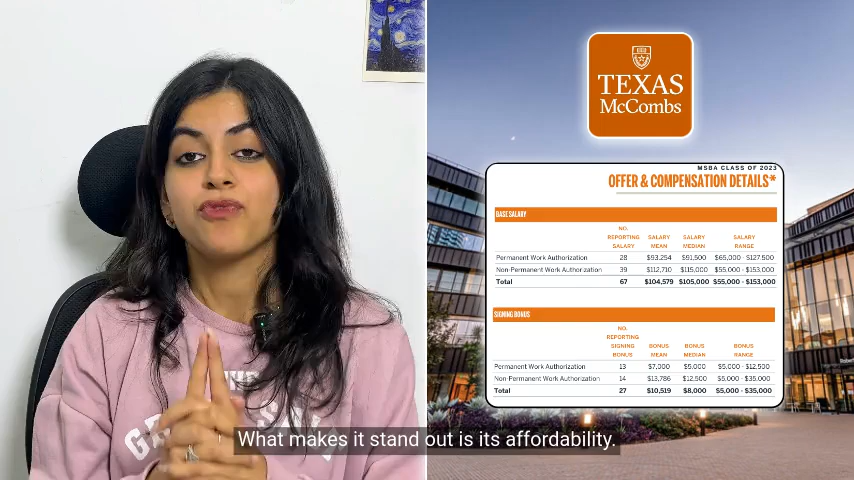 TEXAS
McCombs
MSBA CLASS OF 2023
OFFER & COMPENSATION DETAILS*
BASE SALARY
NO. REPORTING SALARY SALARY MEAN SALARY MEDIAN SALARY RANGE
Permanent Work Authorization 28 $93,254 $91,500 $65,000 - $127,500
Non-Permanent Work Authorization 39 $112,710 $115,000 $55,000 - $153,000
Total 67 $104,579 $105,000 $55,000 - $153,000
SIGNING BONUS
NO. REPORTING SIGNING BONUS BONUS MEAN BONUS MEDIAN BONUS RANGE
Permanent Work Authorization 13 $7,000 $5,000 $5,000 - $12,500
Non-Permanent Work Authorization 14 $13,786 $12,500 $5,000 - $35,000
Total 27 $10,519 $8,000 $5,000 - $35,000
What makes it stand out is its affordability.